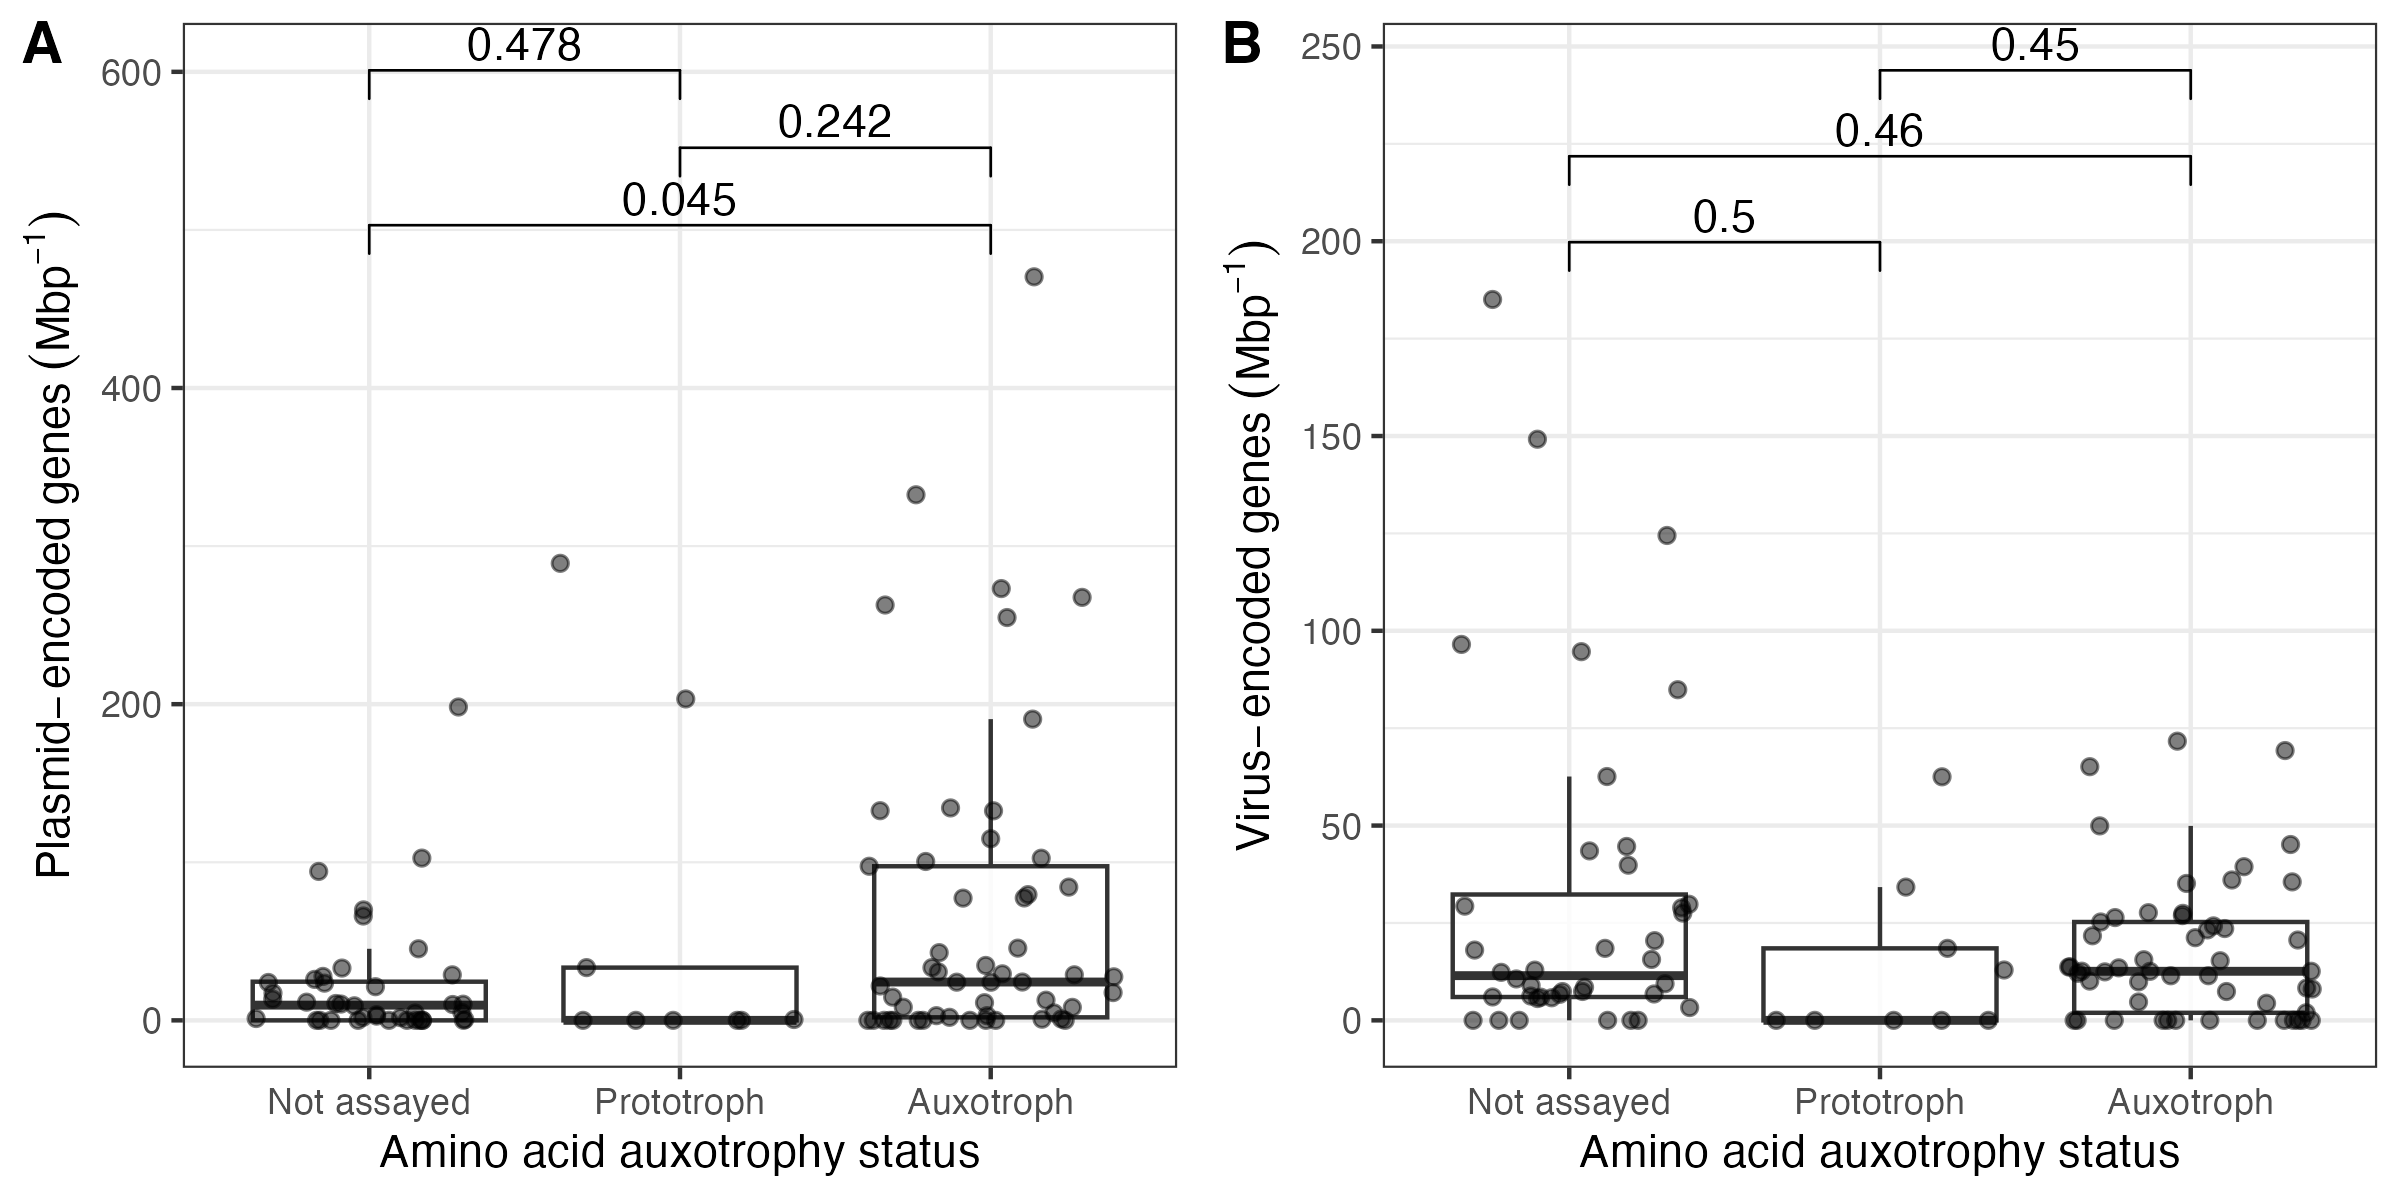 A
Plasmid−encoded genes (Mbp⁻¹)
600
400
200
0
0.478
0.242
0.045
Not assayed
Prototroph
Auxotroph
Amino acid auxotrophy status
B
Virus−encoded genes (Mbp⁻¹)
250
200
150
100
50
0
0.45
0.46
0.5
Not assayed
Prototroph
Auxotroph
Amino acid auxotrophy status